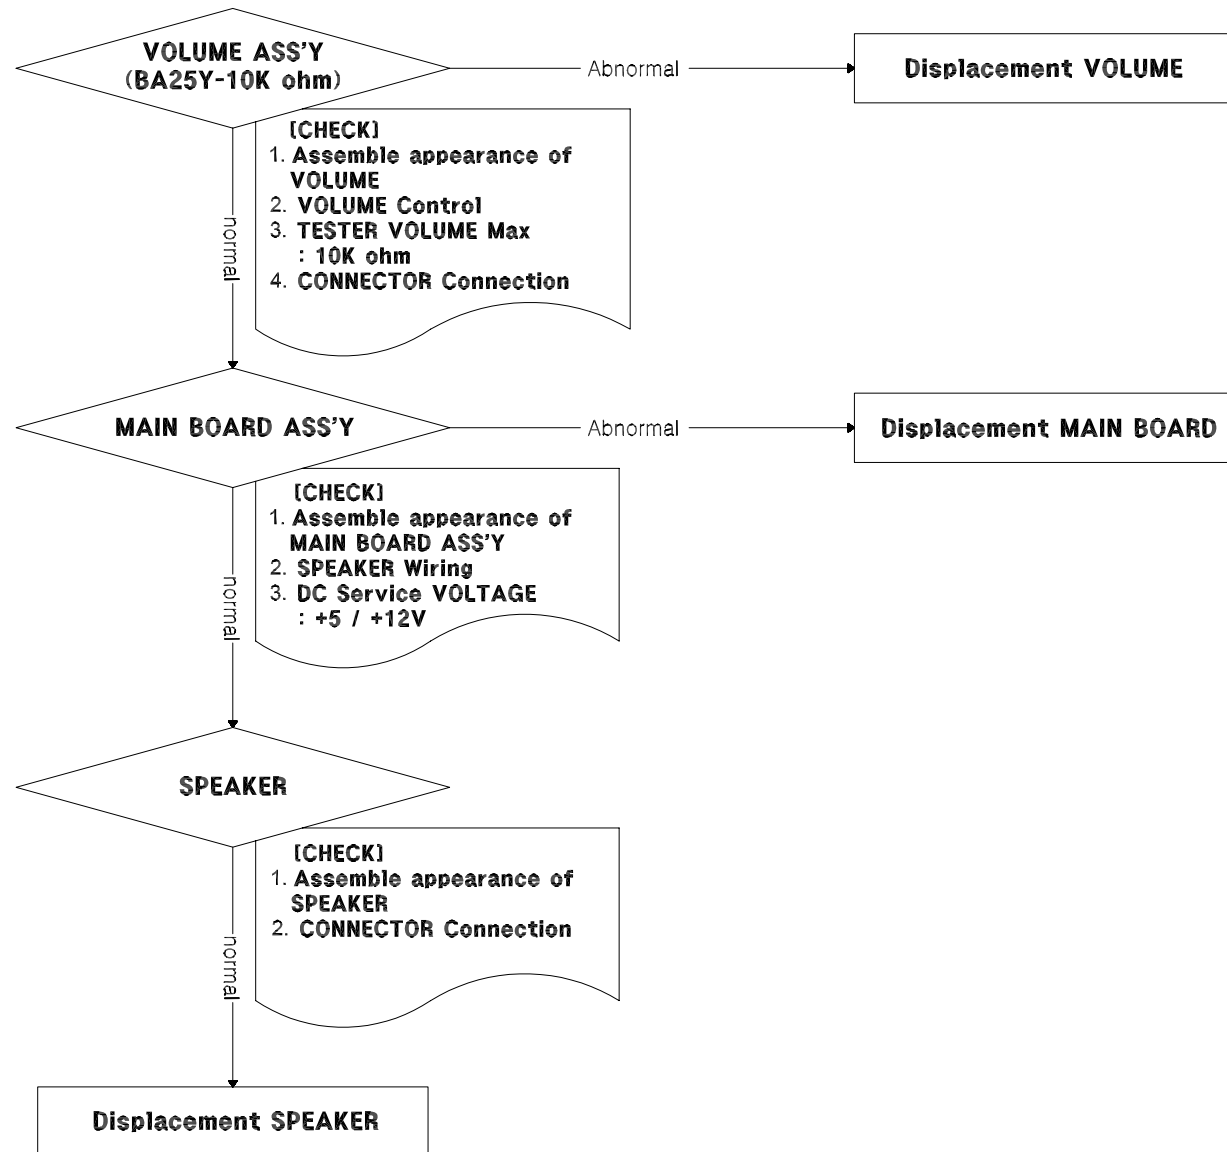 VOLUME ASS'Y
(BA25Y-10K ohm)
Abnormal
Displacement VOLUME
[CHECK]
1. Assemble appearance of
VOLUME
2. VOLUME Control
3. TESTER VOLUME Max
: 10K ohm
4. CONNECTOR Connection
normal
MAIN BOARD ASS'Y
Abnormal
Displacement MAIN BOARD
[CHECK]
1. Assemble appearance of
MAIN BOARD ASS'Y
2. SPEAKER Wiring
3. DC Service VOLTAGE
: +5 / +12V
normal
SPEAKER
[CHECK]
1. Assemble appearance of
SPEAKER
2. CONNECTOR Connection
normal
Displacement SPEAKER